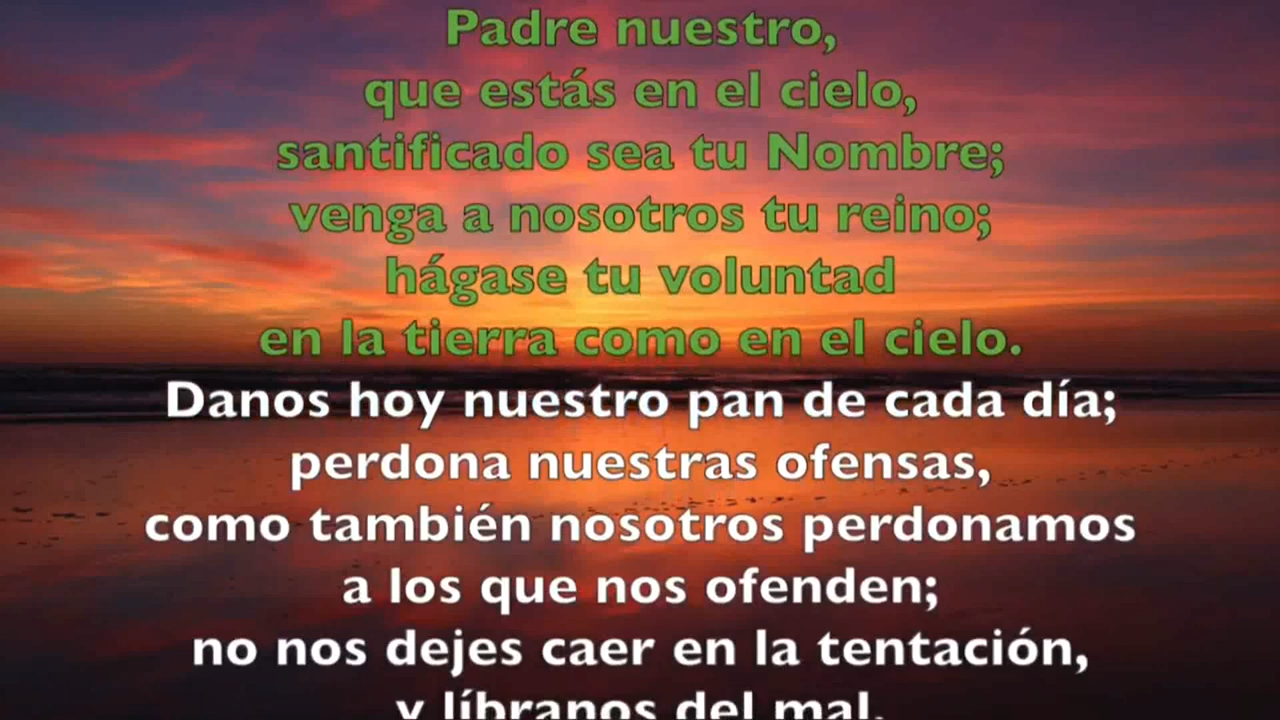 Padre nuestro,
que estás en el cielo,
santificado sea tu Nombre;
venga a nosotros tu reino;
hágase tu voluntad
en la tierra como en el cielo.
Danos hoy nuestro pan de cada día;
perdona nuestras ofensas,
como también nosotros perdonamos
a los que nos ofenden;
no nos dejes caer en la tentación,
y líbranos del mal.